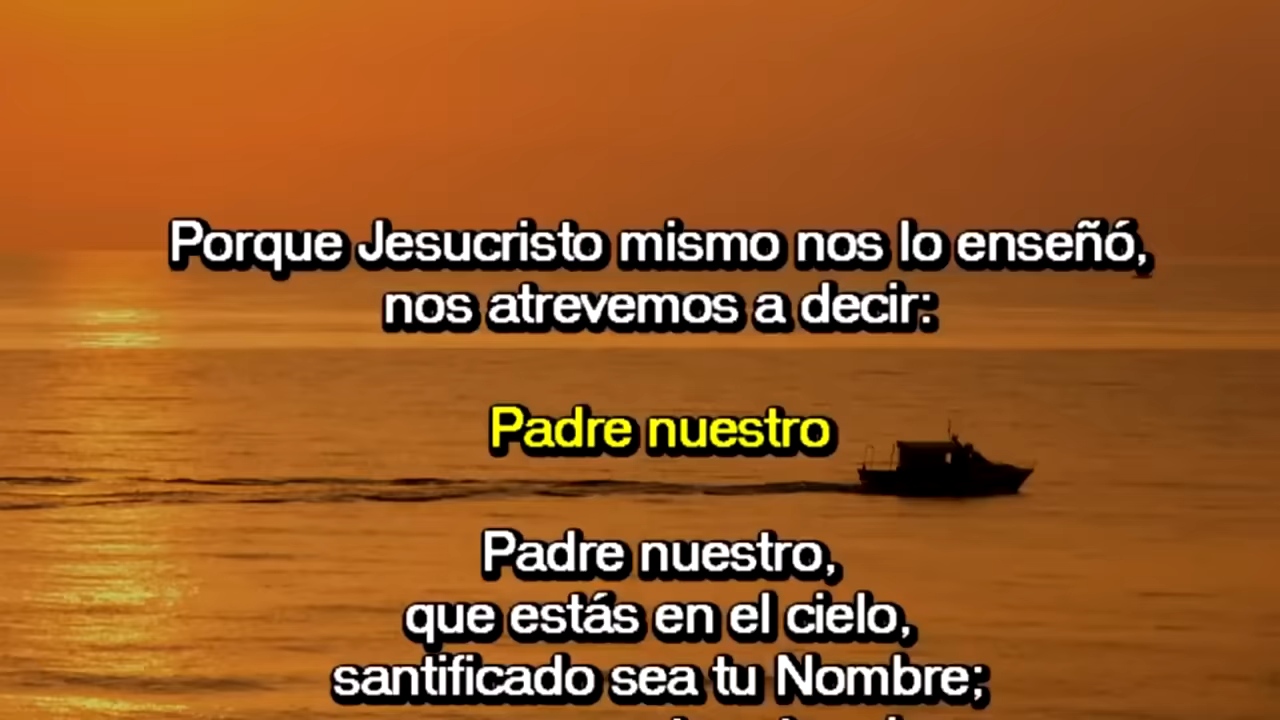 Porque Jesucristo mismo nos lo enseñó,
nos atrevemos a decir:
Padre nuestro
Padre nuestro,
que estás en el cielo,
santificado sea tu Nombre;